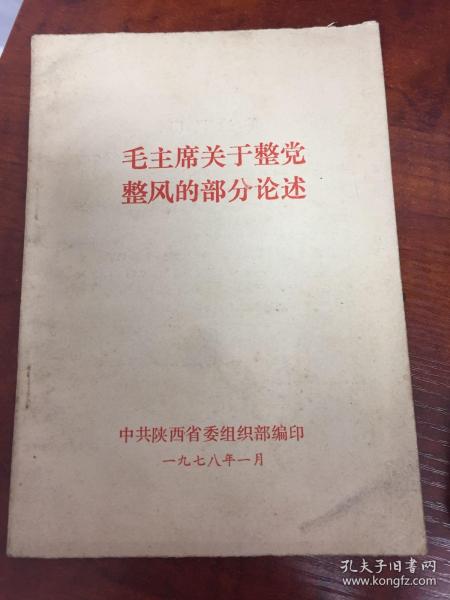 毛主席关于整党
整风的部分论述
中共陕西省委组织部编印
一九七八年一月
孔夫子旧书网
www.kongfz.com